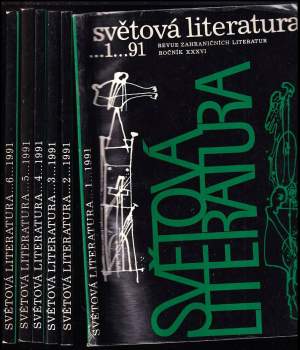 SVĚTOVÁ LITERATURA...6...1991
SVĚTOVÁ LITERATURA...5...1991
SVĚTOVÁ LITERATURA...4...1991
SVĚTOVÁ LITERATURA...3...1991
SVĚTOVÁ LITERATURA...2...1991
SVĚTOVÁ LITERATURA...1...1991
světová literatura
...1...91
REVUE ZAHRANIČNÍCH LITERATUR
ROČNÍK XXXVI
SVĚTOVÁ
LITERATURA